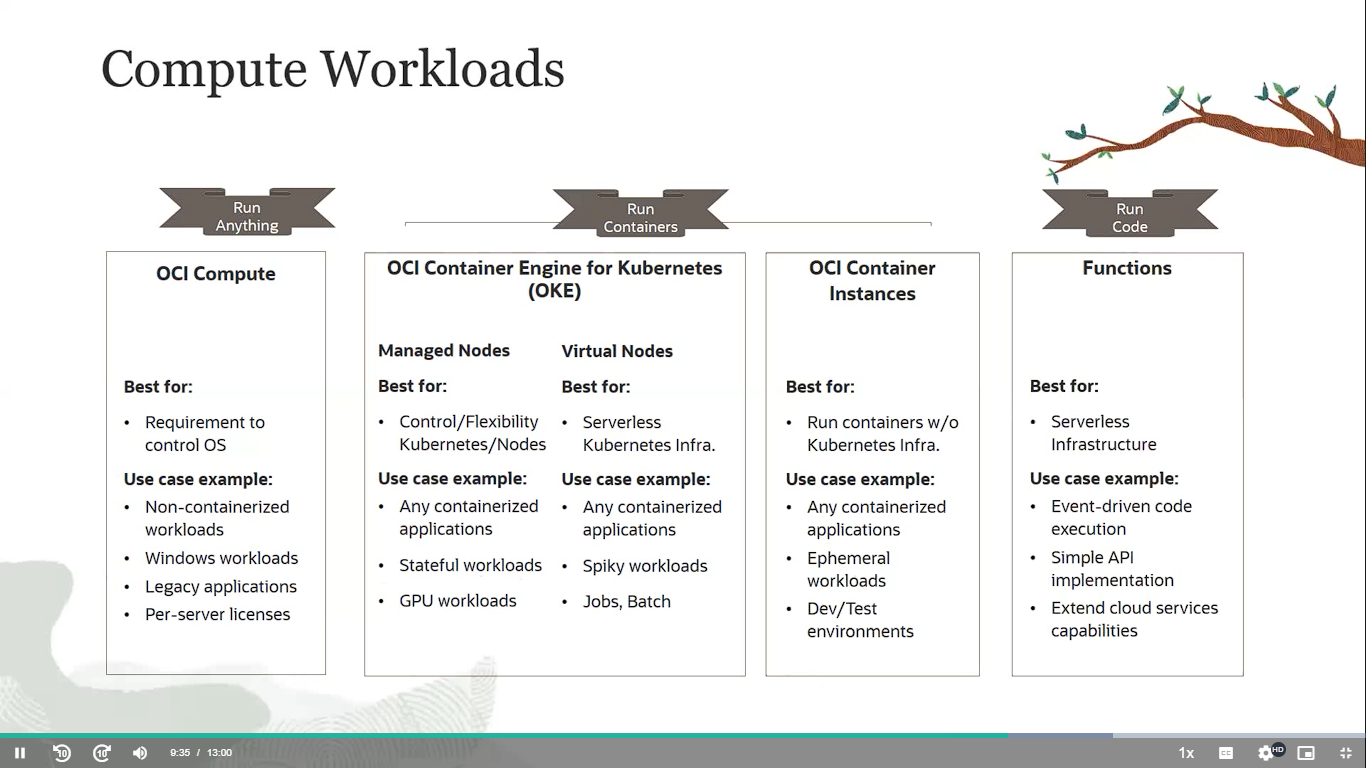 Compute Workloads
Run
Anything
Run
Containers
Run
Code
OCI Compute
Best for:
• Requirement to
control OS
Use case example:
• Non-containerized
workloads
• Windows workloads
• Legacy applications
• Per-server licenses
OCI Container Engine for Kubernetes
(OKE)
Managed Nodes
Best for:
• Control/Flexibility
Kubernetes/Nodes
Use case example:
• Any containerized
applications
• Stateful workloads
• GPU workloads
Virtual Nodes
Best for:
• Serverless
Kubernetes Infra.
Use case example:
• Any containerized
applications
• Spiky workloads
• Jobs, Batch
OCI Container
Instances
Best for:
• Run containers w/o
Kubernetes Infra.
Use case example:
• Any containerized
applications
• Ephemeral
workloads
• Dev/Test
environments
Functions
Best for:
• Serverless
Infrastructure
Use case example:
• Event-driven code
execution
• Simple API
implementation
• Extend cloud services
capabilities
10
10
9:35 / 13:00
1x
CC
HD